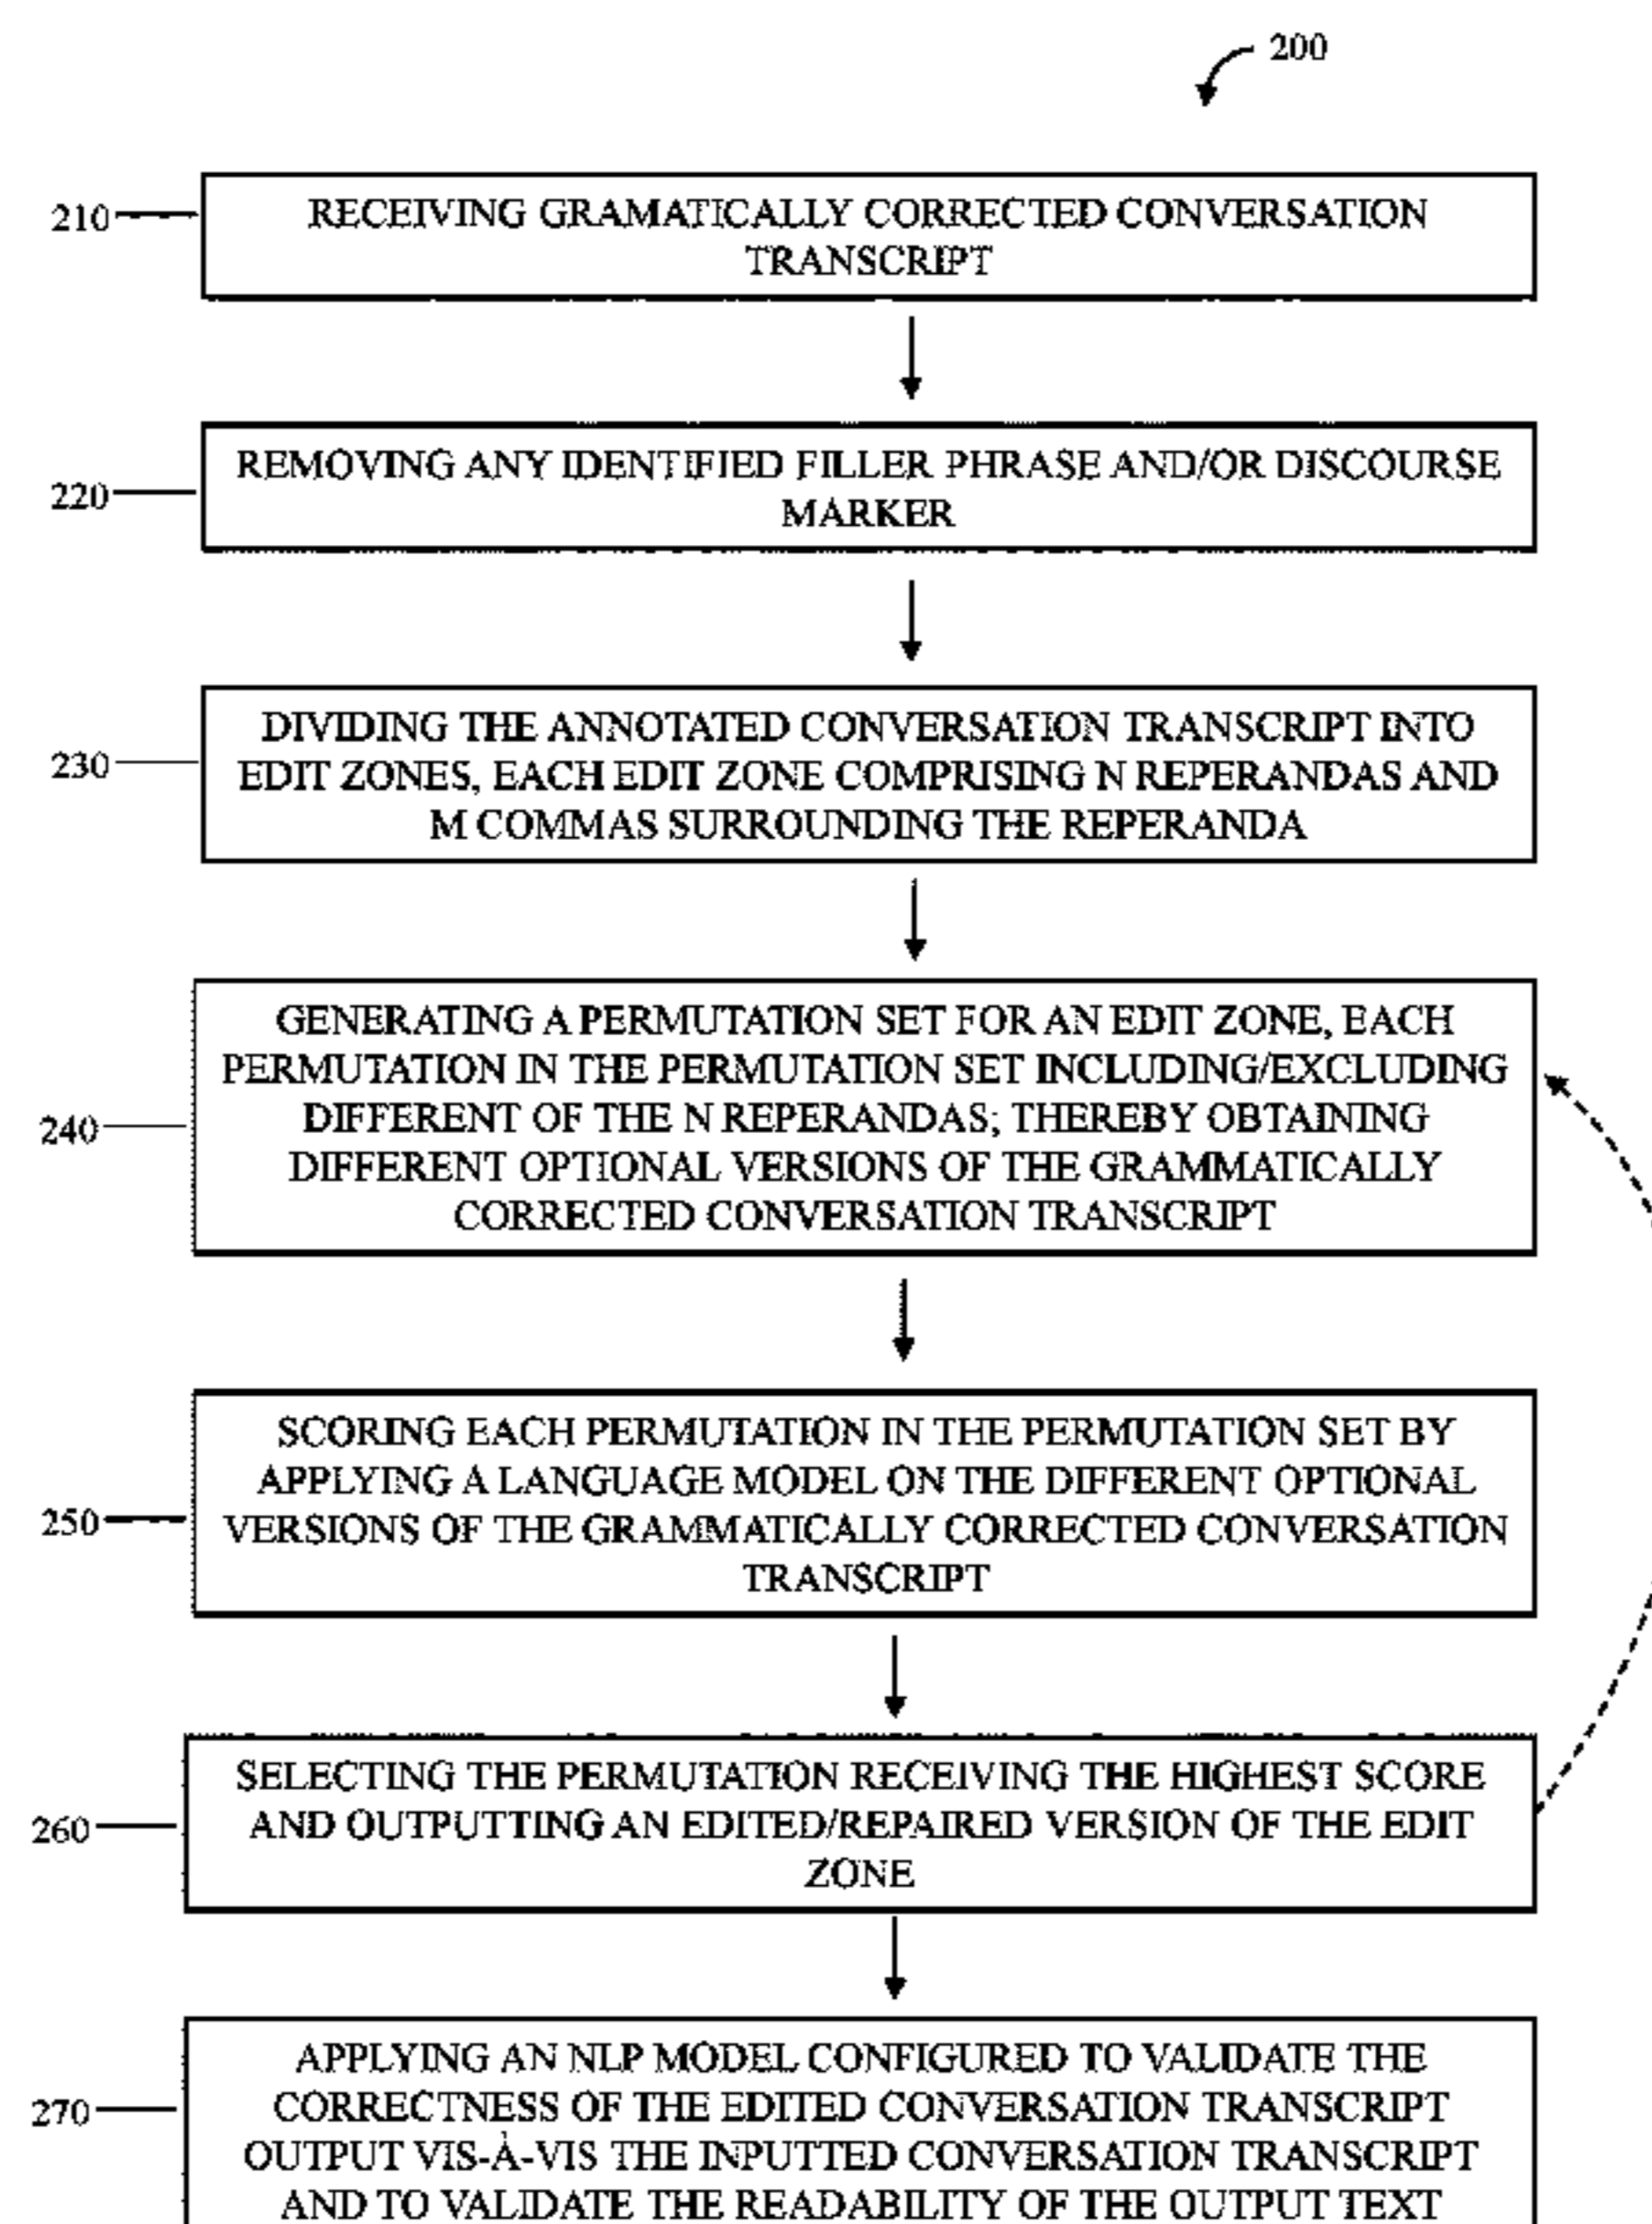 200
210
RECEIVING GRAMATICALLY CORRECTED CONVERSATION
TRANSCRIPT
220
REMOVING ANY IDENTIFIED FILLER PHRASE AND/OR DISCOURSE
MARKER
230
DIVIDING THE ANNOTATED CONVERSATION TRANSCRIPT INTO
EDIT ZONES, EACH EDIT ZONE COMPRISING N REPERANDAS AND
M COMMAS SURROUNDING THE REPERANDA
240
GENERATING A PERMUTATION SET FOR AN EDIT ZONE, EACH
PERMUTATION IN THE PERMUTATION SET INCLUDING/EXCLUDING
DIFFERENT OF THE N REPERANDAS; THEREBY OBTAINING
DIFFERENT OPTIONAL VERSIONS OF THE GRAMMATICALLY
CORRECTED CONVERSATION TRANSCRIPT
250
SCORING EACH PERMUTATION IN THE PERMUTATION SET BY
APPLYING A LANGUAGE MODEL ON THE DIFFERENT OPTIONAL
VERSIONS OF THE GRAMMATICALLY CORRECTED CONVERSATION
TRANSCRIPT
260
SELECTING THE PERMUTATION RECEIVING THE HIGHEST SCORE
AND OUTPUTTING AN EDITED/REPAIRED VERSION OF THE EDIT
ZONE
270
APPLYING AN NLP MODEL CONFIGURED TO VALIDATE THE
CORRECTNESS OF THE EDITED CONVERSATION TRANSCRIPT
OUTPUT VIS-À-VIS THE INPUTTED CONVERSATION TRANSCRIPT
AND TO VALIDATE THE READABILITY OF THE OUTPUT TEXT